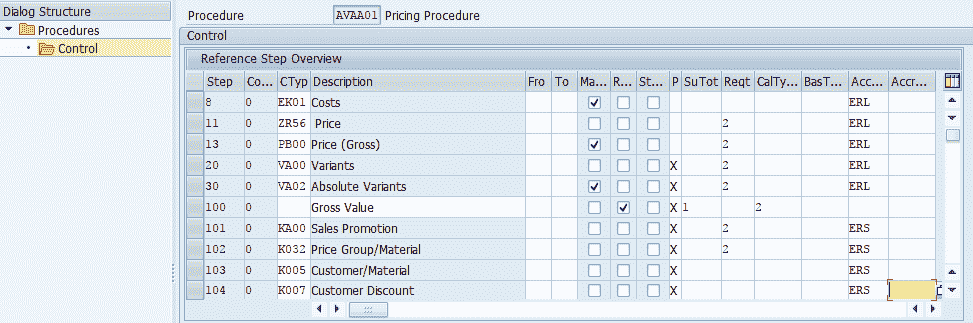 Dialog Structure
Procedures
Control
Procedure AVAA01 Pricing Procedure
Control
Reference Step Overview
Step Co... CTyp Description Fro To Ma... R... St... P SuTot Reqt CalTy... BasT... Acc... Accr...
8 0 EK01 Costs ERL
11 0 ZR56 Price 2 ERL
13 0 PB00 Price (Gross) 2 ERL
20 0 VA00 Variants X 2 ERL
30 0 VA02 Absolute Variants X 2 ERL
100 0 Gross Value X 1 2
101 0 KA00 Sales Promotion X 2 ERS
102 0 K032 Price Group/Material X 2 ERS
103 0 K005 Customer/Material X ERS
104 0 K007 Customer Discount X ERS